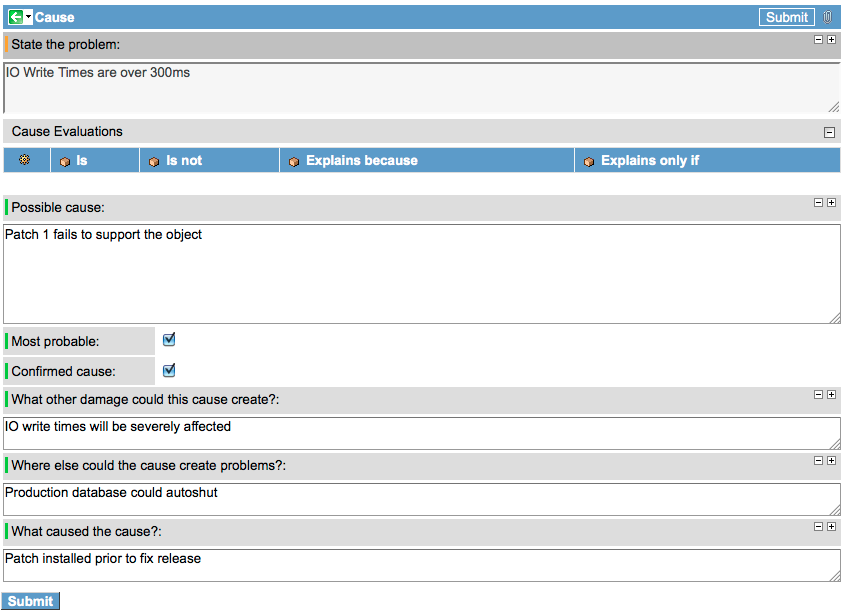 Cause
Submit
State the problem:
IO Write Times are over 300ms
Cause Evaluations
Is Is not Explains because Explains only if
Possible cause:
Patch 1 fails to support the object
Most probable:
Confirmed cause:
What other damage could this cause create?:
IO write times will be severely affected
Where else could the cause create problems?:
Production database could autoshut
What caused the cause?:
Patch installed prior to fix release
Submit